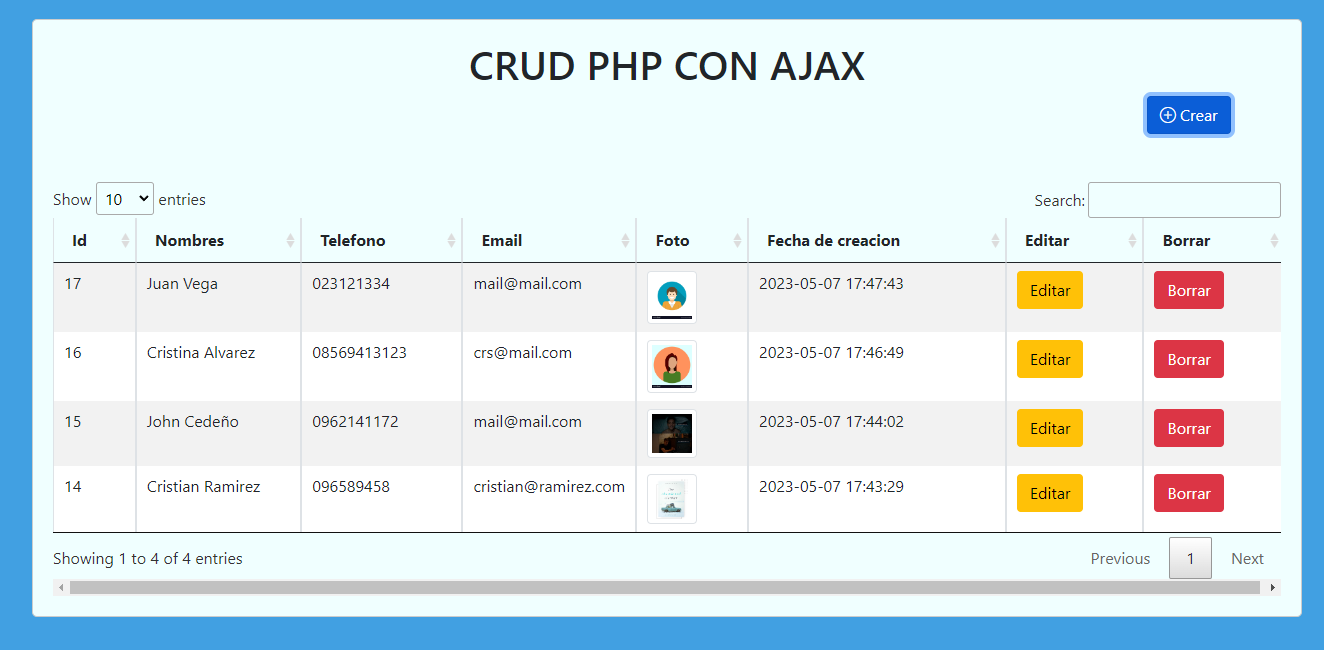 CRUD PHP CON AJAX
Crear
Show 10 entries Search:
Id Nombres Telefono Email Foto Fecha de creacion Editar Borrar
17 Juan Vega 023121334 mail@mail.com 2023-05-07 17:47:43 Editar Borrar
16 Cristina Alvarez 08569413123 crs@mail.com 2023-05-07 17:46:49 Editar Borrar
15 John Cedeño 0962141172 mail@mail.com 2023-05-07 17:44:02 Editar Borrar
14 Cristian Ramirez 096589458 cristian@ramirez.com 2023-05-07 17:43:29 Editar Borrar
Showing 1 to 4 of 4 entries Previous 1 Next